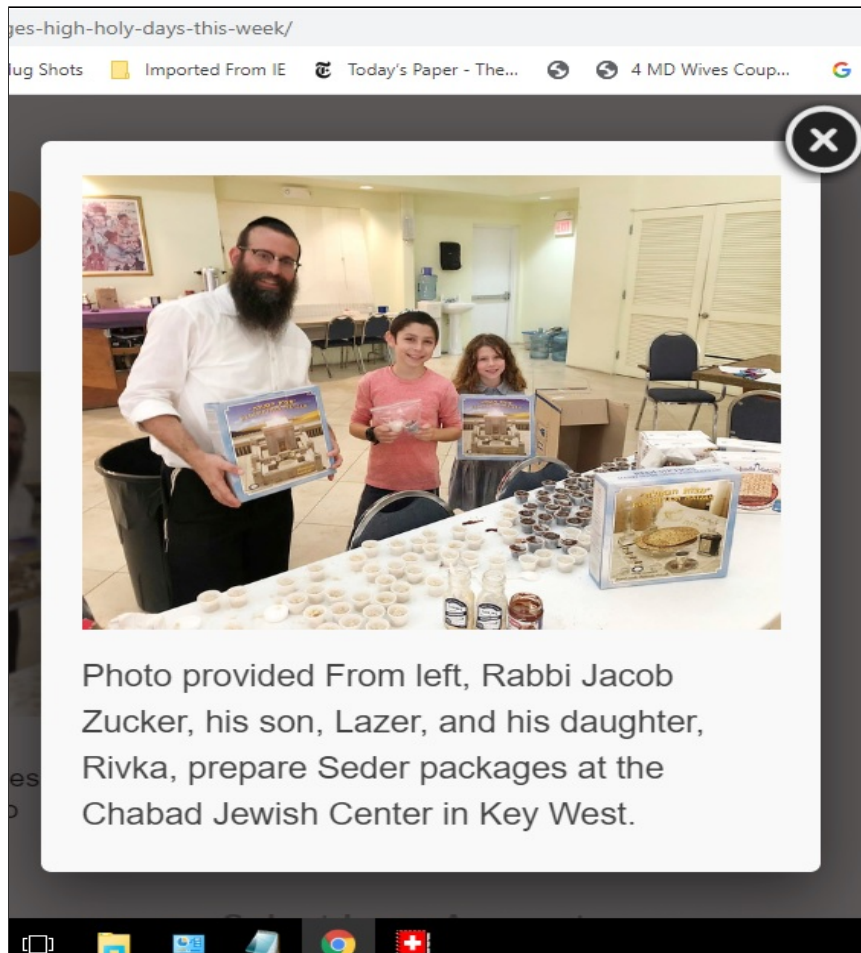 ges-high-holy-days-this-week/
lug Shots Imported From IE Today's Paper - The... 4 MD Wives Coup...
Photo provided From left, Rabbi Jacob
Zucker, his son, Lazer, and his daughter,
Rivka, prepare Seder packages at the
Chabad Jewish Center in Key West.
es